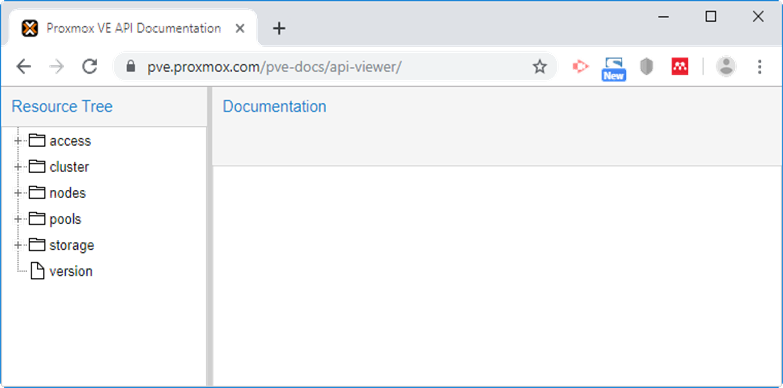 Proxmox VE API Documentation
pve.proxmox.com/pve-docs/api-viewer/
New
Resource Tree
Documentation
access
cluster
nodes
pools
storage
version